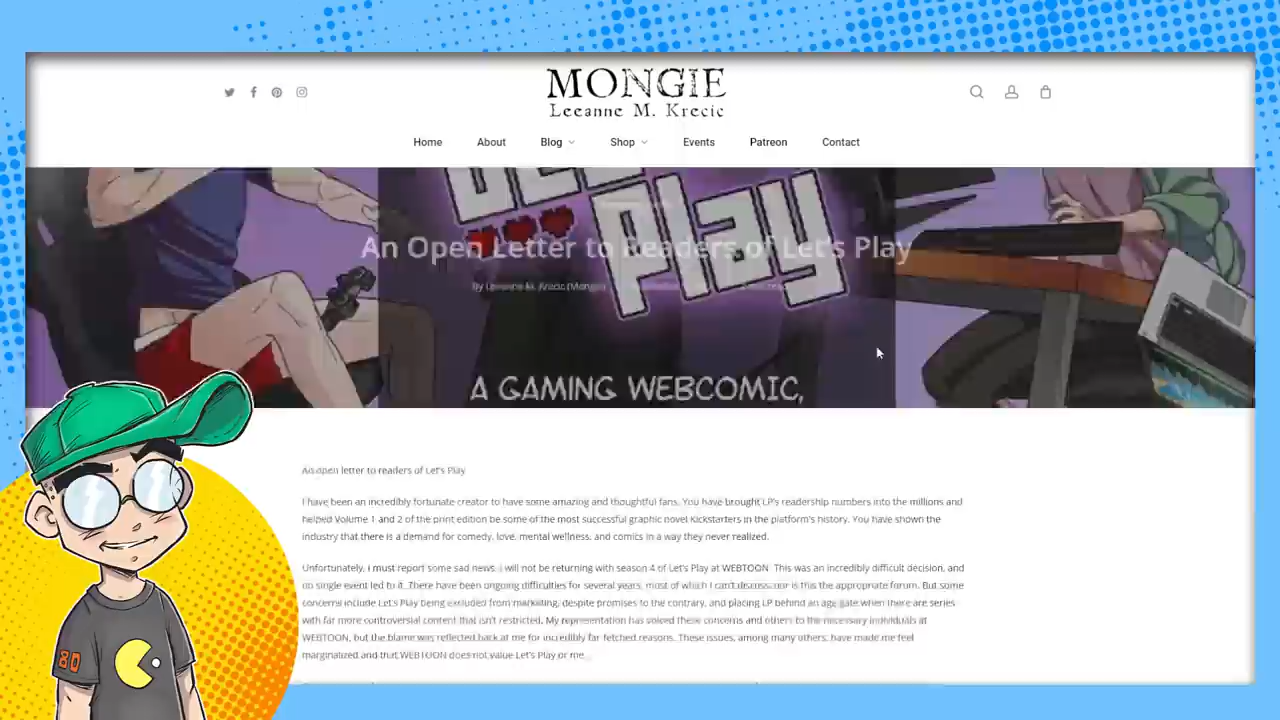 MONGIE
Leeanne M. Krecic
Home About Blog Shop Events Patreon Contact
Play
An Open Letter to Readers of Let's Play
By Leeanne M. Krecic (Mongie)
A GAMING WEBCOMIC,
An open letter to readers of Let's Play
I have been an incredibly fortunate creator to have some amazing and thoughtful fans. You have brought LP's readership numbers into the millions and
helped Volume 1 and 2 of the print edition be some of the most successful graphic novel Kickstarters in the platform's history. You have shown the
industry that there is a demand for comedy, love, mental wellness, and comics in a way they never realized.
Unfortunately, I must report some sad news. I will not be returning with season 4 of Let's Play at WEBTOON. This was an incredibly difficult decision, and
no single event led to it. There have been ongoing difficulties for several years, most of which I can't discuss, nor is this the appropriate forum. But some
concerns include Let's Play being excluded from marketing, despite promises to the contrary, and placing LP behind an age gate when there are series
with far more controversial content that isn't restricted. My representation has voiced these concerns and others to the necessary individuals at
WEBTOON, but the blame was reflected back at me for incredibly far fetched reasons. These issues, among many others, have made me feel
marginalized and that WEBTOON does not value Let's Play or me.
80